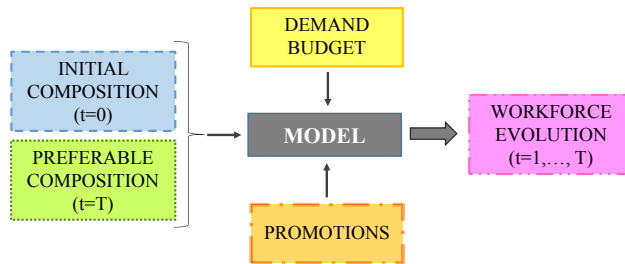 DEMAND
BUDGET
INITIAL
COMPOSITION
(t=0)
PREFERABLE
COMPOSITION
(t=T)
MODEL
WORKFORCE
EVOLUTION
(t=1,…, T)
PROMOTIONS